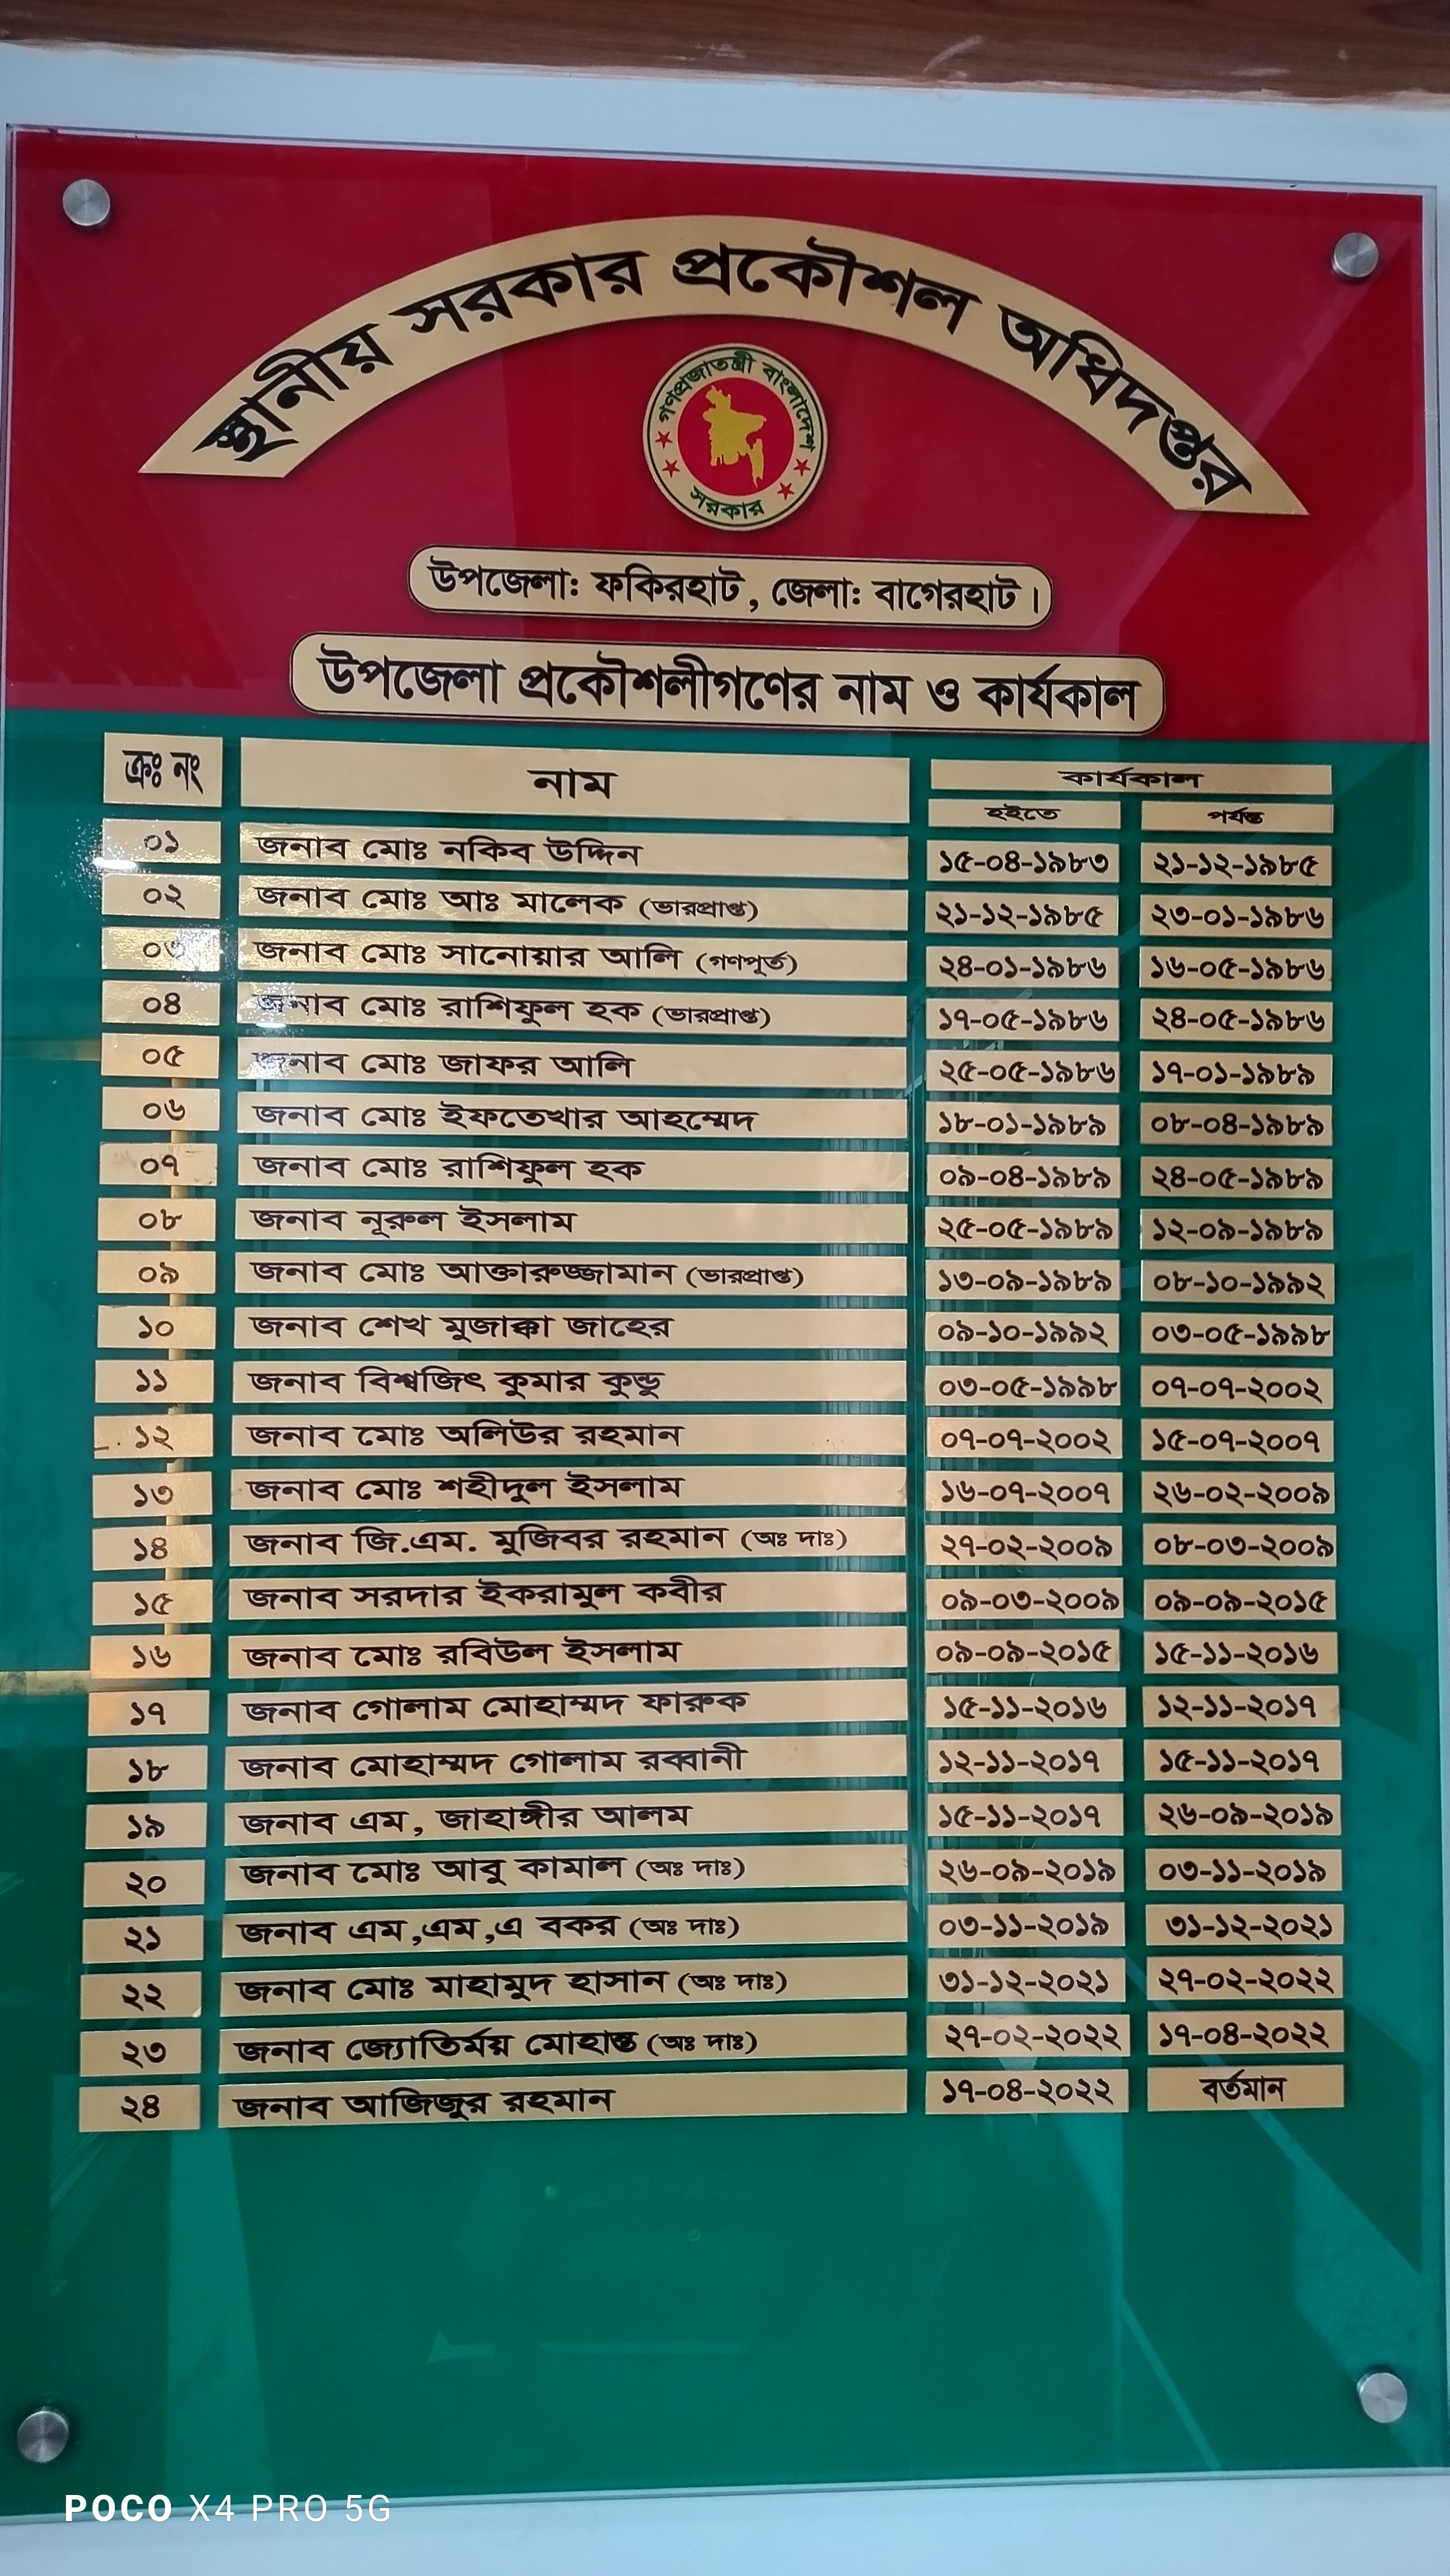 স্থানীয় সরকার প্রকৌশল অধিদপ্তর
গণপ্রজাতন্ত্রী বাংলাদেশ
সরকার
উপজেলা: ফকিরহাট, জেলা: বাগেরহাট।
উপজেলা প্রকৌশলীগণের নাম ও কার্যকাল
ক্রঃ নং নাম কার্যকাল
হইতে পর্যন্ত
০১ জনাব মোঃ নকিব উদ্দিন ১৫-০৪-১৯৮৩ ২১-১২-১৯৮৫
০২ জনাব মোঃ আঃ মালেক (ভারপ্রাপ্ত) ২১-১২-১৯৮৫ ২৩-০১-১৯৮৬
০৩ জনাব মোঃ সানোয়ার আলি (গণপূর্ত) ২৪-০১-১৯৮৬ ১৬-০৫-১৯৮৬
০৪ জনাব মোঃ রাশিফুল হক (ভারপ্রাপ্ত) ১৭-০৫-১৯৮৬ ২৪-০৫-১৯৮৬
০৫ জনাব মোঃ জাফর আলি ২৫-০৫-১৯৮৬ ১৭-০১-১৯৮৯
০৬ জনাব মোঃ ইফতেখার আহম্মেদ ১৮-০১-১৯৮৯ ০৮-০৪-১৯৮৯
০৭ জনাব মোঃ রাশিফুল হক ০৯-০৪-১৯৮৯ ২৪-০৫-১৯৮৯
০৮ জনাব নূরুল ইসলাম ২৫-০৫-১৯৮৯ ১২-০৯-১৯৮৯
০৯ জনাব মোঃ আক্তারুজ্জামান (ভারপ্রাপ্ত) ১৩-০৯-১৯৮৯ ০৮-১০-১৯৯২
১০ জনাব শেখ মুজাক্কা জাহের ০৯-১০-১৯৯২ ০৩-০৫-১৯৯৮
১১ জনাব বিশ্বজিৎ কুমার কুন্ডু ০৩-০৫-১৯৯৮ ০৭-০৭-২০০২
১২ জনাব মোঃ অলিউর রহমান ০৭-০৭-২০০২ ১৫-০৭-২০০৭
১৩ জনাব মোঃ শহীদুল ইসলাম ১৬-০৭-২০০৭ ২৬-০২-২০০৯
১৪ জনাব জি.এম. মুজিবর রহমান (অঃ দাঃ) ২৭-০২-২০০৯ ০৮-০৩-২০০৯
১৫ জনাব সরদার ইকরামুল কবীর ০৯-০৩-২০০৯ ০৯-০৯-২০১৫
১৬ জনাব মোঃ রবিউল ইসলাম ০৯-০৯-২০১৫ ১৫-১১-২০১৬
১৭ জনাব গোলাম মোহাম্মদ ফারুক ১৫-১১-২০১৬ ১২-১১-২০১৭
১৮ জনাব মোহাম্মদ গোলাম রব্বানী ১২-১১-২০১৭ ১৫-১১-২০১৭
১৯ জনাব এম, জাহাঙ্গীর আলম ১৫-১১-২০১৭ ২৬-০৯-২০১৯
২০ জনাব মোঃ আবু কামাল (অঃ দাঃ) ২৬-০৯-২০১৯ ০৩-১১-২০১৯
২১ জনাব এম,এম,এ বকর (অঃ দাঃ) ০৩-১১-২০১৯ ৩১-১২-২০২১
২২ জনাব মোঃ মাহামুদ হাসান (অঃ দাঃ) ৩১-১২-২০২১ ২৭-০২-২০২২
২৩ জনাব জ্যোতির্ময় মোহান্ত (অঃ দাঃ) ২৭-০২-২০২২ ১৭-০৪-২০২২
২৪ জনাব আজিজুর রহমান ১৭-০৪-২০২২ বর্তমান
POCO X4 PRO 5G